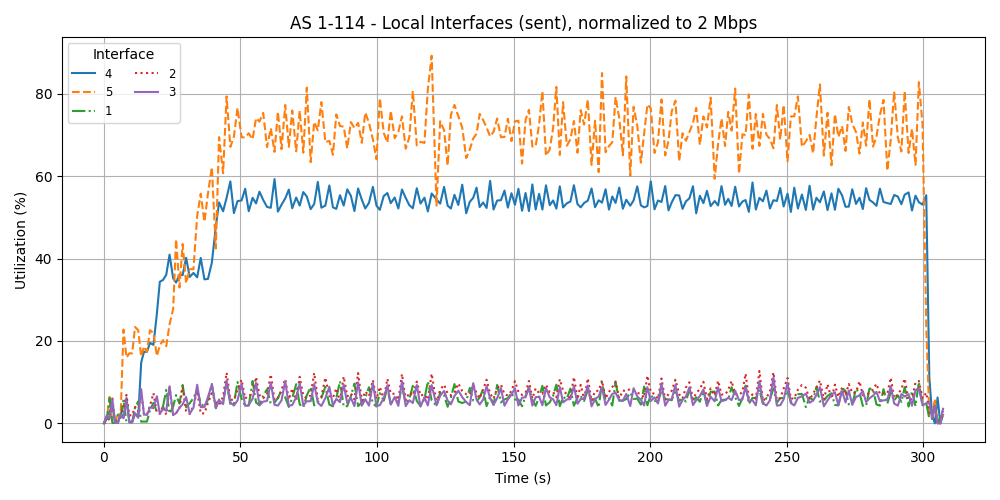 AS 1-114 - Local Interfaces (sent), normalized to 2 Mbps
Interface
4 2
5 3
1
Utilization (%)
80
60
40
20
0
0 50 100 150 200 250 300
Time (s)